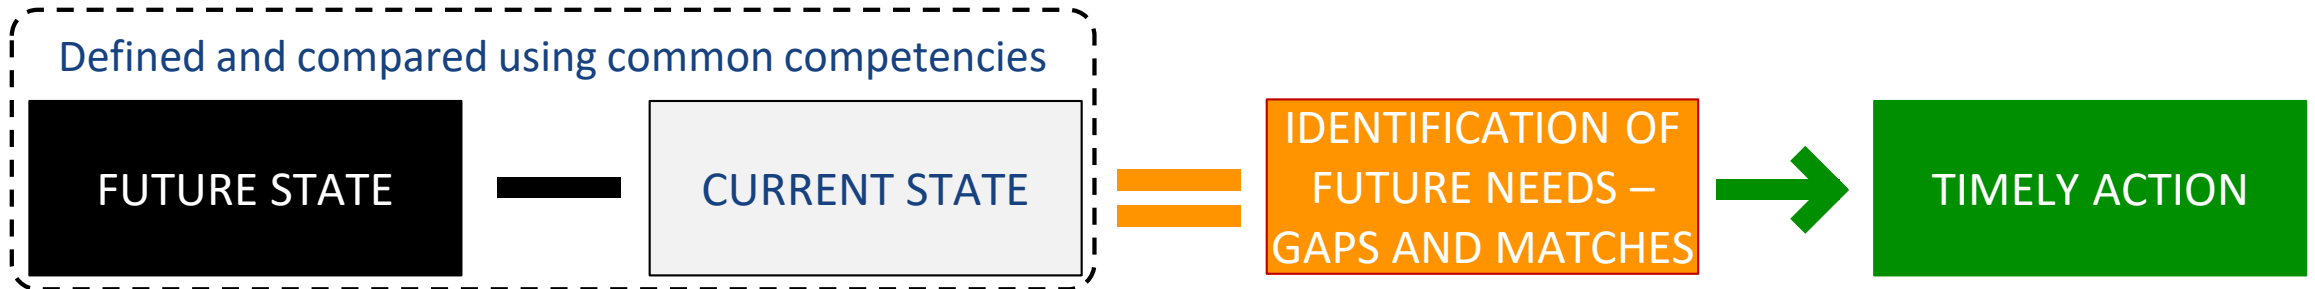 Defined and compared using common competencies
FUTURE STATE
CURRENT STATE
IDENTIFICATION OF
FUTURE NEEDS –
GAPS AND MATCHES
TIMELY ACTION